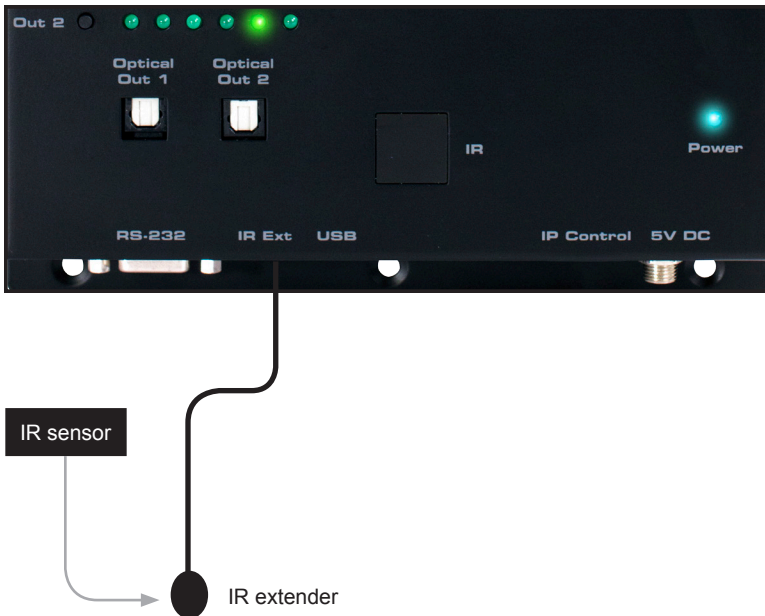 Out 2
Optical Optical
Out 1 Out 2
IR
Power
RS-232 IR Ext USB IP Control 5V DC
IR sensor
IR extender